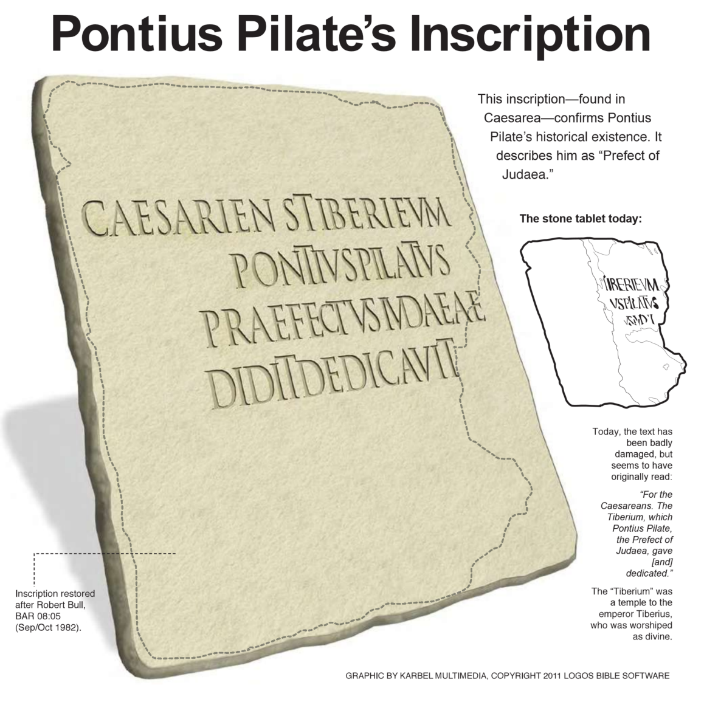 Pontius Pilate's Inscription
This inscription—found in
Caesarea—confirms Pontius
Pilate's historical existence. It
describes him as "Prefect of
Judaea."
CAESARIEN STIBERIEVM
PONTIVSPILATVS
PRAEFECTVSIVDAEAE
DIDITDEDICAVIT
The stone tablet today:
TIBERIEVM
VSPILATVS
Today, the text has
been badly
damaged, but
seems to have
originally read:
"For the
Caesareans. The
Tiberium, which
Pontius Pilate,
the Prefect of
Judaea, gave
[and]
dedicated."
The "Tiberium" was
a temple to the
emperor Tiberius,
who was worshiped
as divine.
Inscription restored
after Robert Bull,
BAR 08:05
(Sep/Oct 1982).
GRAPHIC BY KARBEL MULTIMEDIA, COPYRIGHT 2011 LOGOS BIBLE SOFTWARE